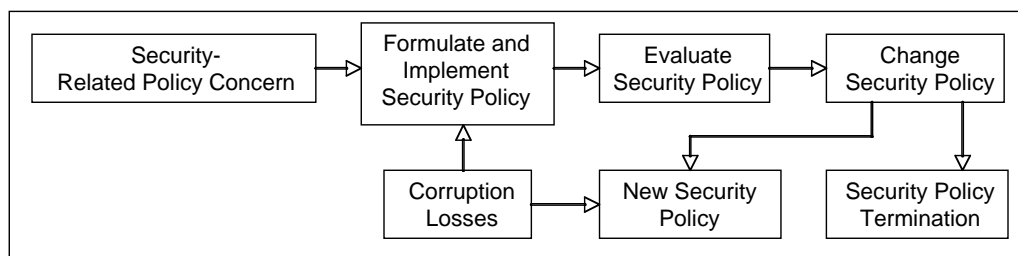 Security-
Related Policy Concern
Formulate and
Implement
Security Policy
Evaluate
Security Policy
Change
Security Policy
Corruption
Losses
New Security
Policy
Security Policy
Termination